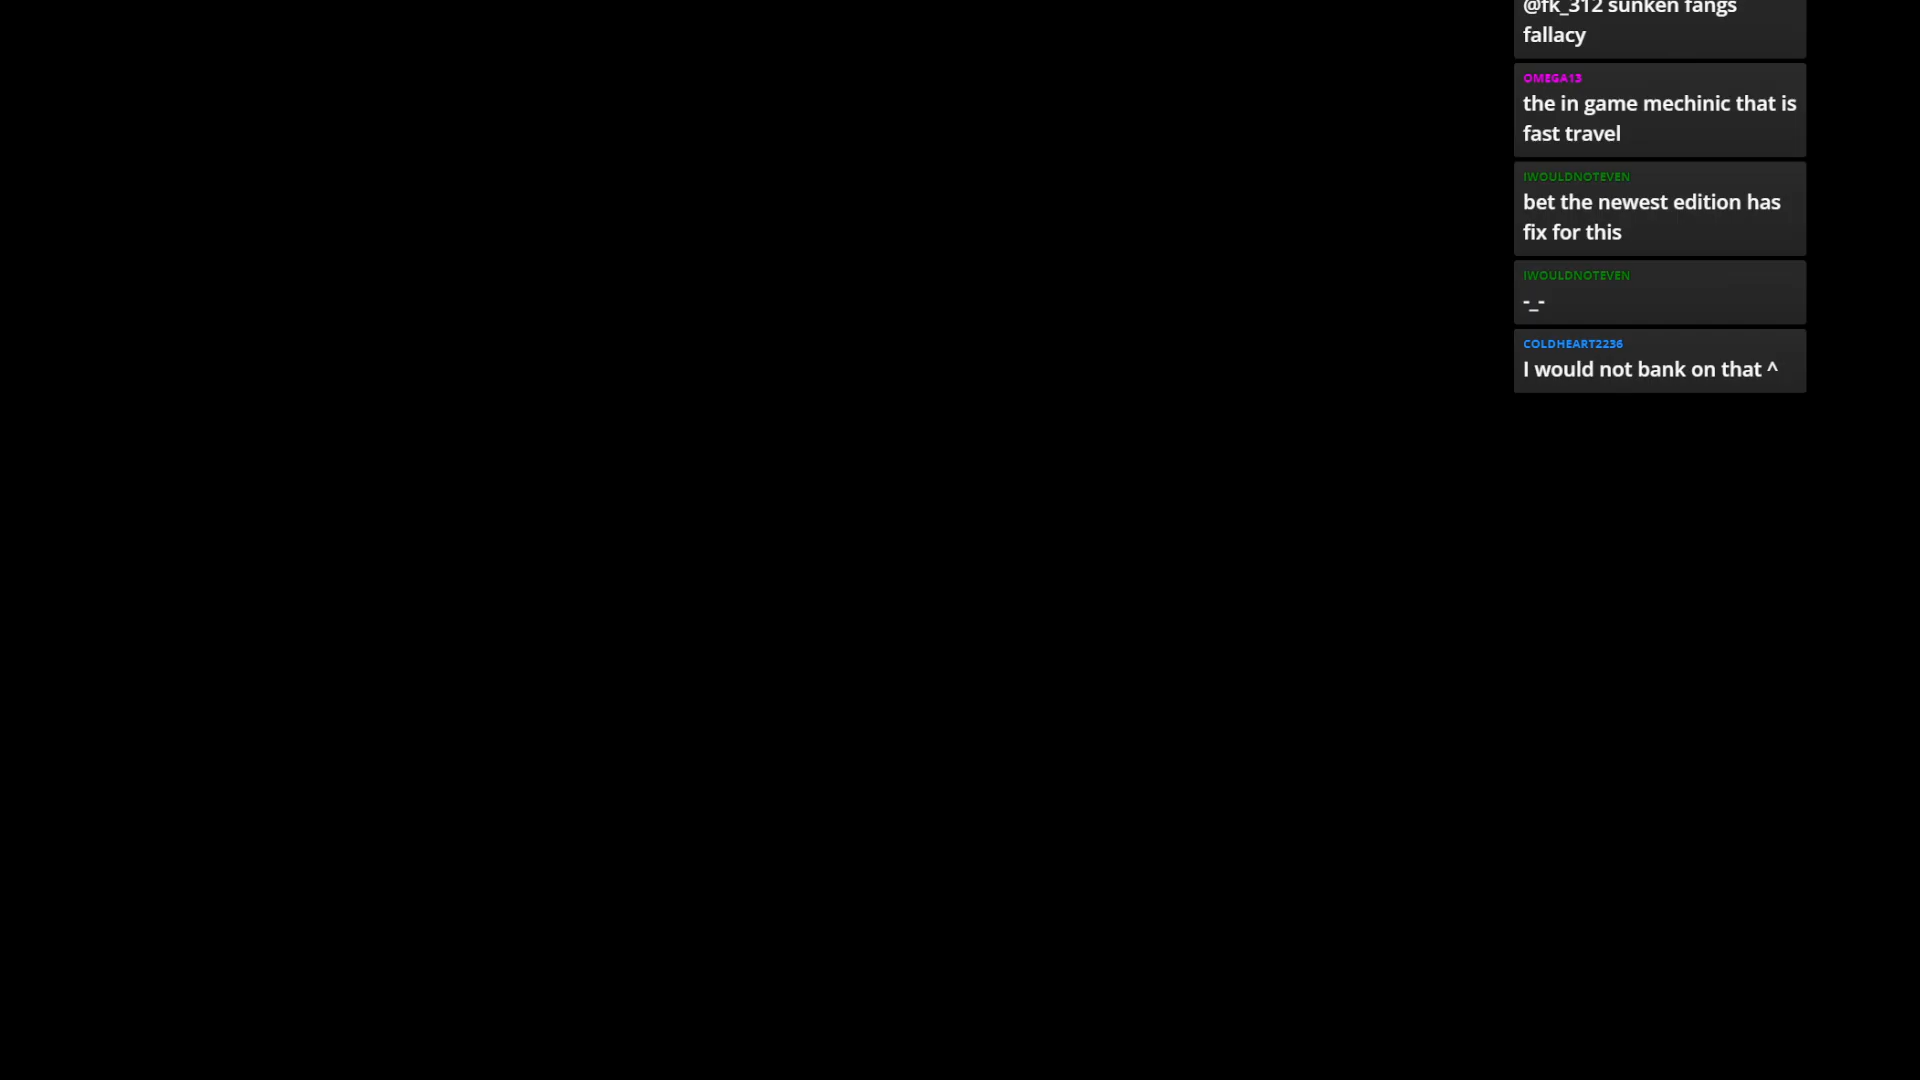 @fk_312 sunken fangs
fallacy
OMEGA13
the in game mechinic that is
fast travel
IWOULDNOTEVEN
bet the newest edition has
fix for this
IWOULDNOTEVEN
-_-
COLDHEART2236
I would not bank on that ^